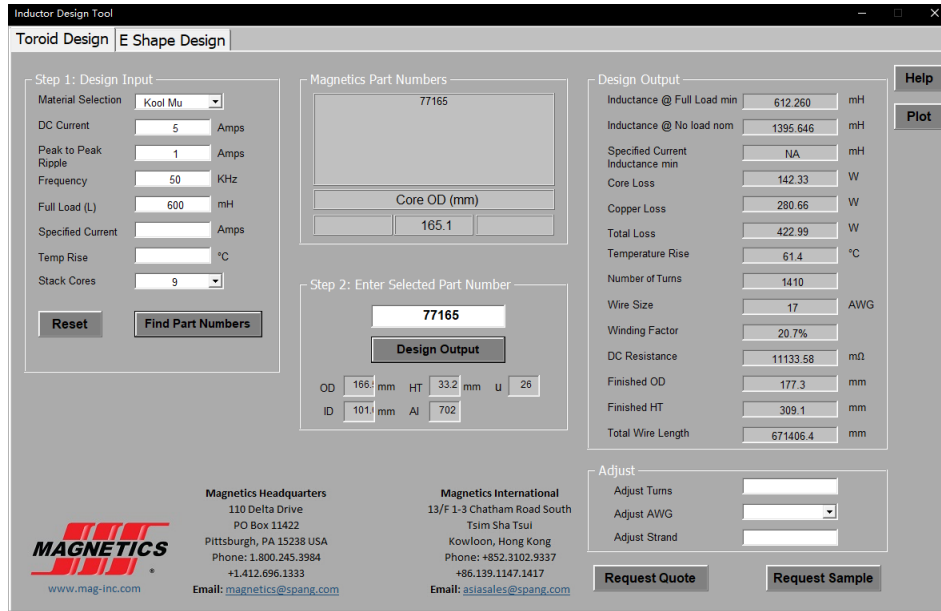 Inductor Design Tool
Toroid Design
E Shape Design
Step 1: Design Input
Material Selection Kool Mu
DC Current 5 Amps
Peak to Peak
Ripple 1 Amps
Frequency 50 KHz
Full Load (L) 600 mH
Specified Current Amps
Temp Rise °C
Stack Cores 9
Reset
Find Part Numbers
Magnetics Part Numbers
77165
Core OD (mm)
165.1
Step 2: Enter Selected Part Number
77165
Design Output
OD 166. mm HT 33.2 mm u 26
ID 101. mm Al 702
Design Output
Inductance @ Full Load min 612.260 mH
Inductance @ No load nom 1395.646 mH
Specified Current
Inductance min NA mH
Core Loss 142.33 W
Copper Loss 280.66 W
Total Loss 422.99 W
Temperature Rise 61.4 °C
Number of Turns 1410
Wire Size 17 AWG
Winding Factor 20.7%
DC Resistance 11133.58 mΩ
Finished OD 177.3 mm
Finished HT 309.1 mm
Total Wire Length 671406.4 mm
Help
Plot
Adjust
Adjust Turns
Adjust AWG
Adjust Strand
Request Quote
Request Sample
MAGNETICS
www.mag-inc.com
Magnetics Headquarters
110 Delta Drive
PO Box 11422
Pittsburgh, PA 15238 USA
Phone: 1.800.245.3984
+1.412.696.1333
Email: magnetics@spang.com
Magnetics International
13/F 1-3 Chatham Road South
Tsim Sha Tsui
Kowloon, Hong Kong
Phone: +852.3102.9337
+86.139.1147.1417
Email: asiasales@spang.com